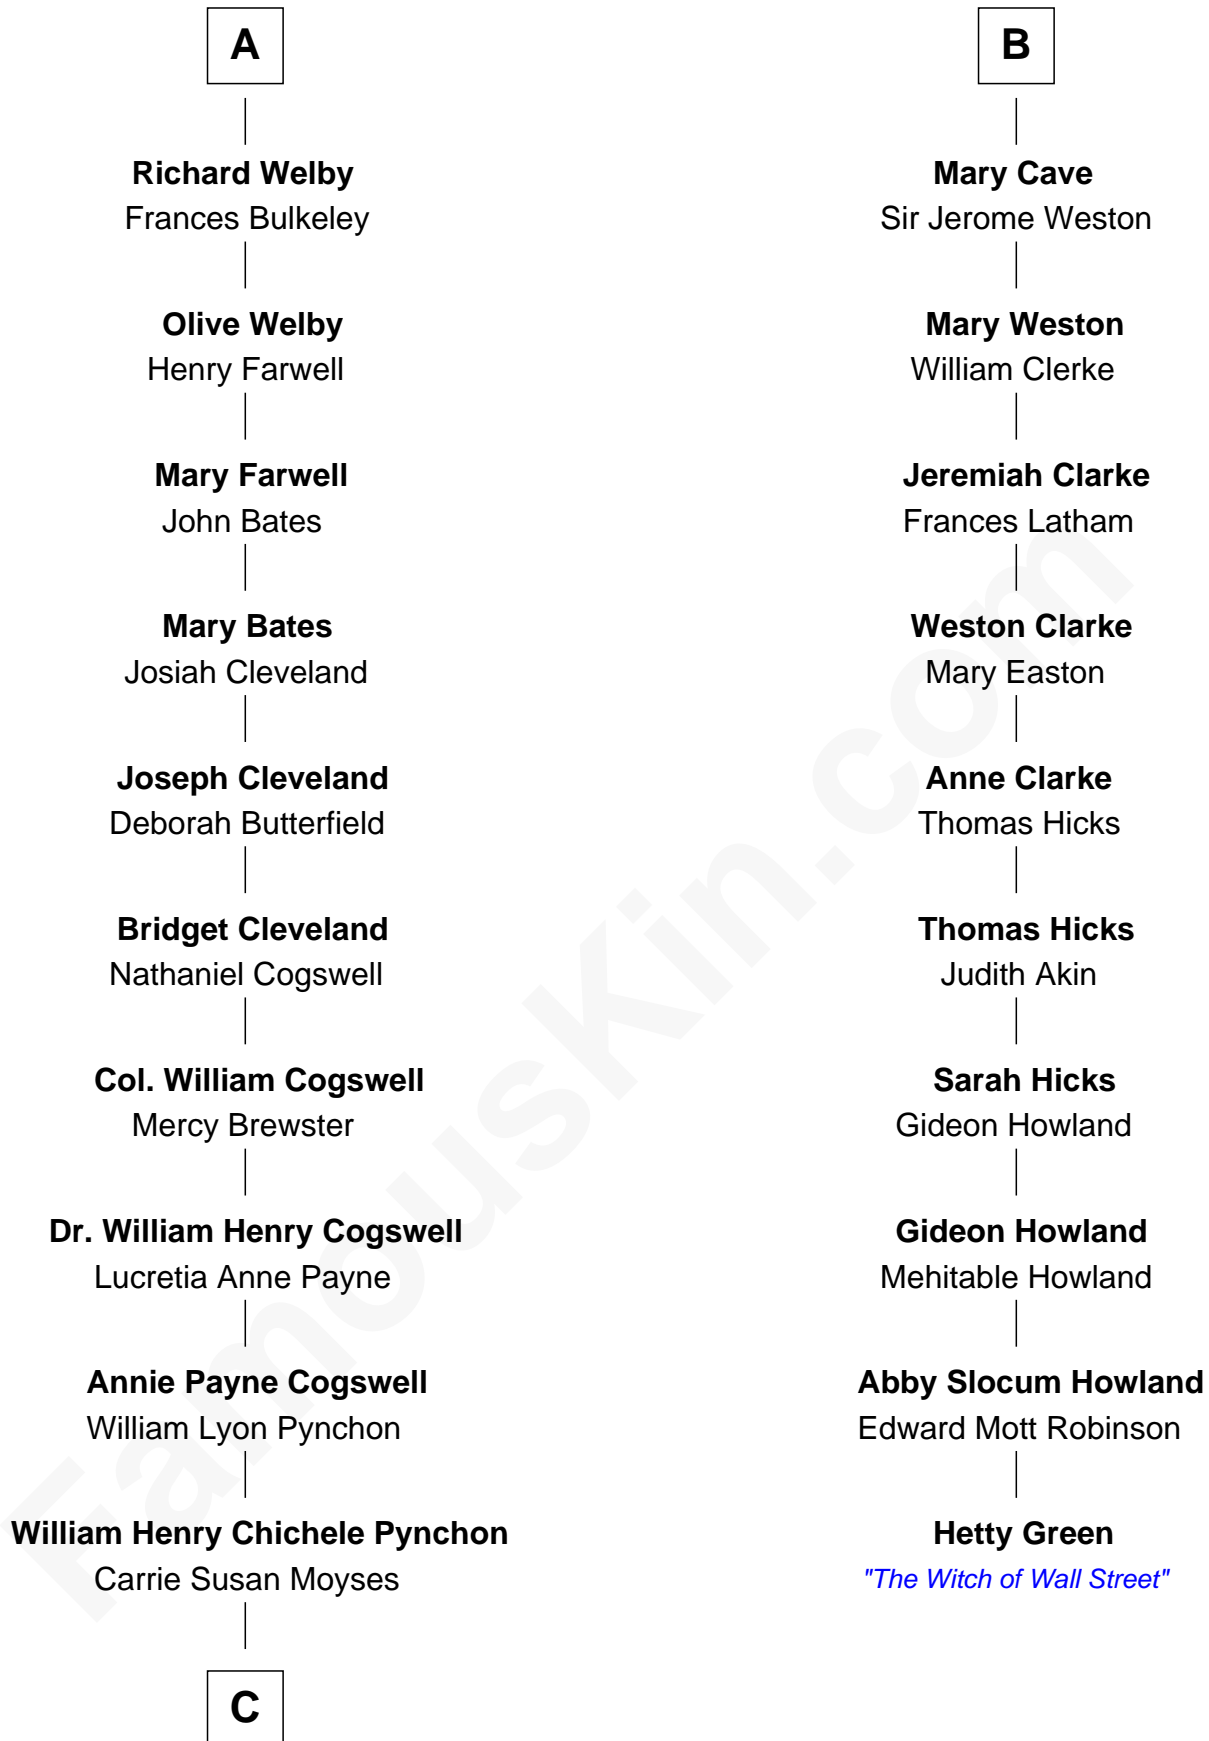 A
Richard Welby
Frances Bulkeley
Olive Welby
Henry Farwell
Mary Farwell
John Bates
Mary Bates
Josiah Cleveland
Joseph Cleveland
Deborah Butterfield
Bridget Cleveland
Nathaniel Cogswell
Col. William Cogswell
Mercy Brewster
Dr. William Henry Cogswell
Lucretia Anne Payne
Annie Payne Cogswell
William Lyon Pynchon
William Henry Chichele Pynchon
Carrie Susan Moyses
C
B
Mary Cave
Sir Jerome Weston
Mary Weston
William Clerke
Jeremiah Clarke
Frances Latham
Weston Clarke
Mary Easton
Anne Clarke
Thomas Hicks
Thomas Hicks
Judith Akin
Sarah Hicks
Gideon Howland
Gideon Howland
Mehitable Howland
Abby Slocum Howland
Edward Mott Robinson
Hetty Green
"The Witch of Wall Street"
FamousKin.com